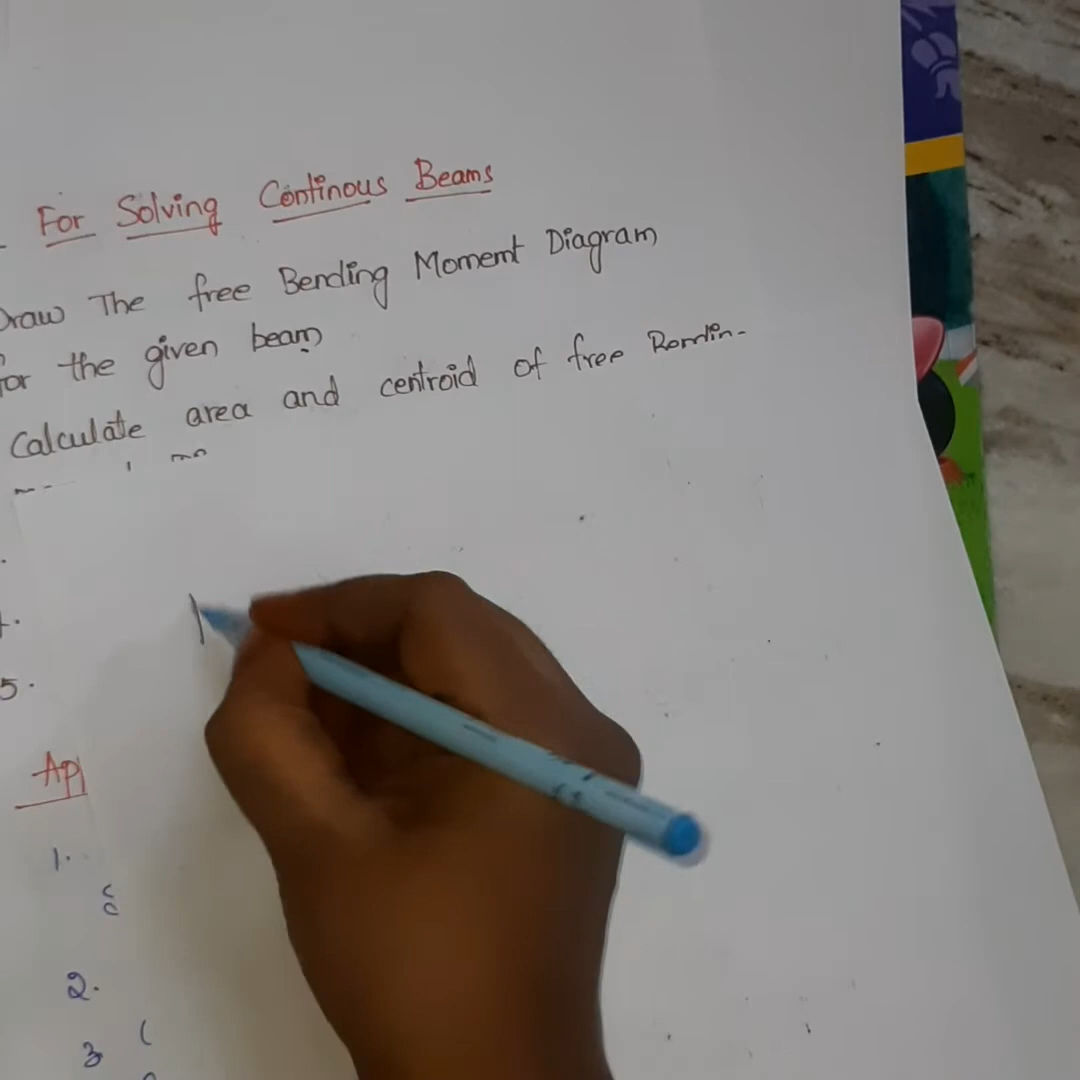 For Solving Continous Beams
Draw The free Bending Moment Diagram
for the given beam
Calculate area and centroid of free
5.
Ap
1.
2.
3